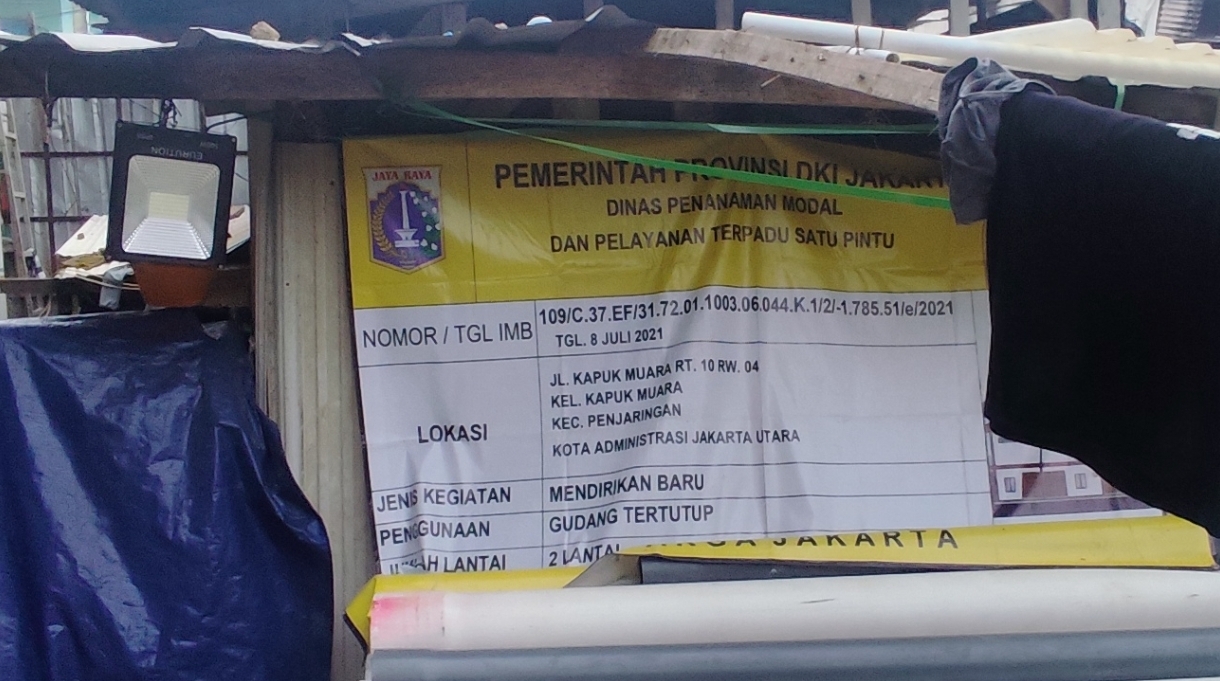 EURUTION
JAYA RAYA
PEMERINTAH PROVINSI DKI JAKART
DINAS PENANAMAN MODAL
DAN PELAYANAN TERPADU SATU PINTU
NOMOR / TGL IMB
109/C.37.EF/31.72.01.1003.06.044.K.1/2/-1.785.51/e/2021
TGL. 8 JULI 2021
LOKASI
JL. KAPUK MUARA RT. 10 RW. 04
KEL. KAPUK MUARA
KEC. PENJARINGAN
KOTA ADMINISTRASI JAKARTA UTARA
JENIS KEGIATAN
MENDIRIKAN BARU
PENGGUNAAN
GUDANG TERTUTUP
LANTAI
2 LANTAI
JAKARTA